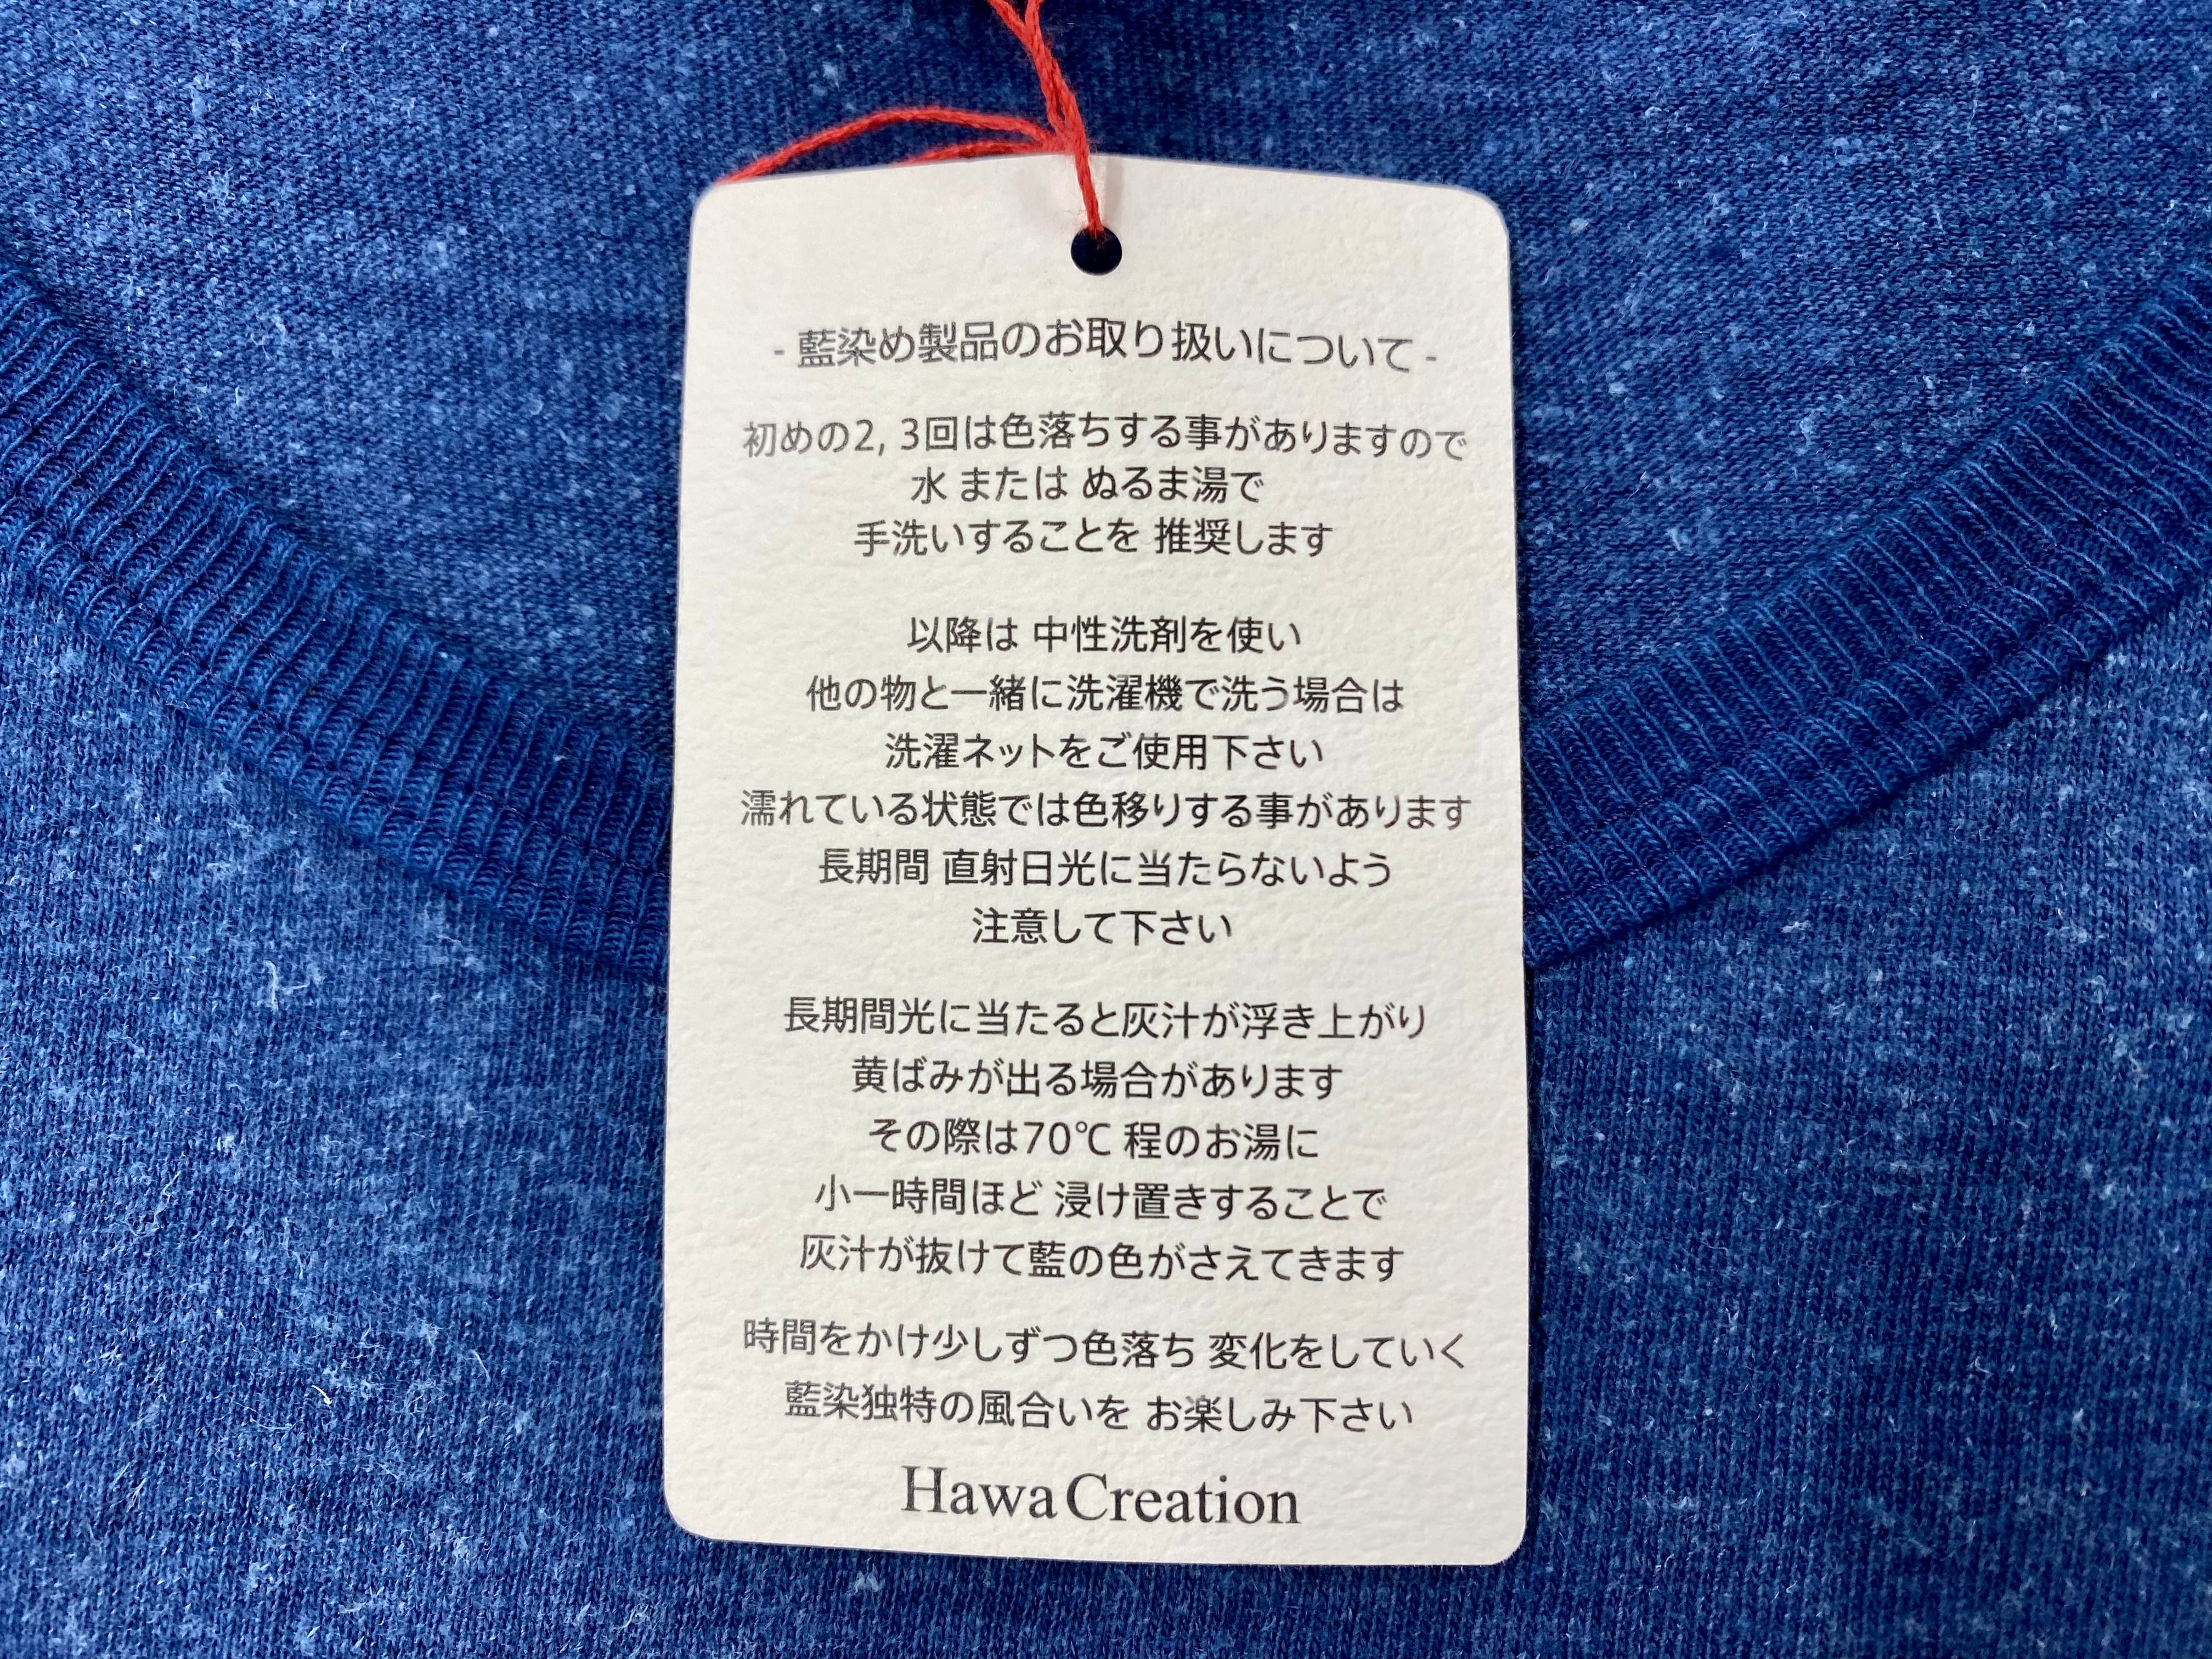 - 藍染め製品のお取り扱いについて -
初めの2, 3回は色落ちする事がありますので
水 または ぬるま湯で
手洗いすることを 推奨します
以降は 中性洗剤を使い
他の物と一緒に洗濯機で洗う場合は
洗濯ネットをご使用下さい
濡れている状態では色移りする事があります
長期間 直射日光に当たらないよう
注意して下さい
長期間光に当たると灰汁が浮き上がり
黄ばみが出る場合があります
その際は70℃ 程のお湯に
小一時間ほど 浸け置きすることで
灰汁が抜けて藍の色がさえてきます
時間をかけ少しずつ色落ち 変化をしていく
藍染独特の風合いを お楽しみ下さい
Hawa Creation